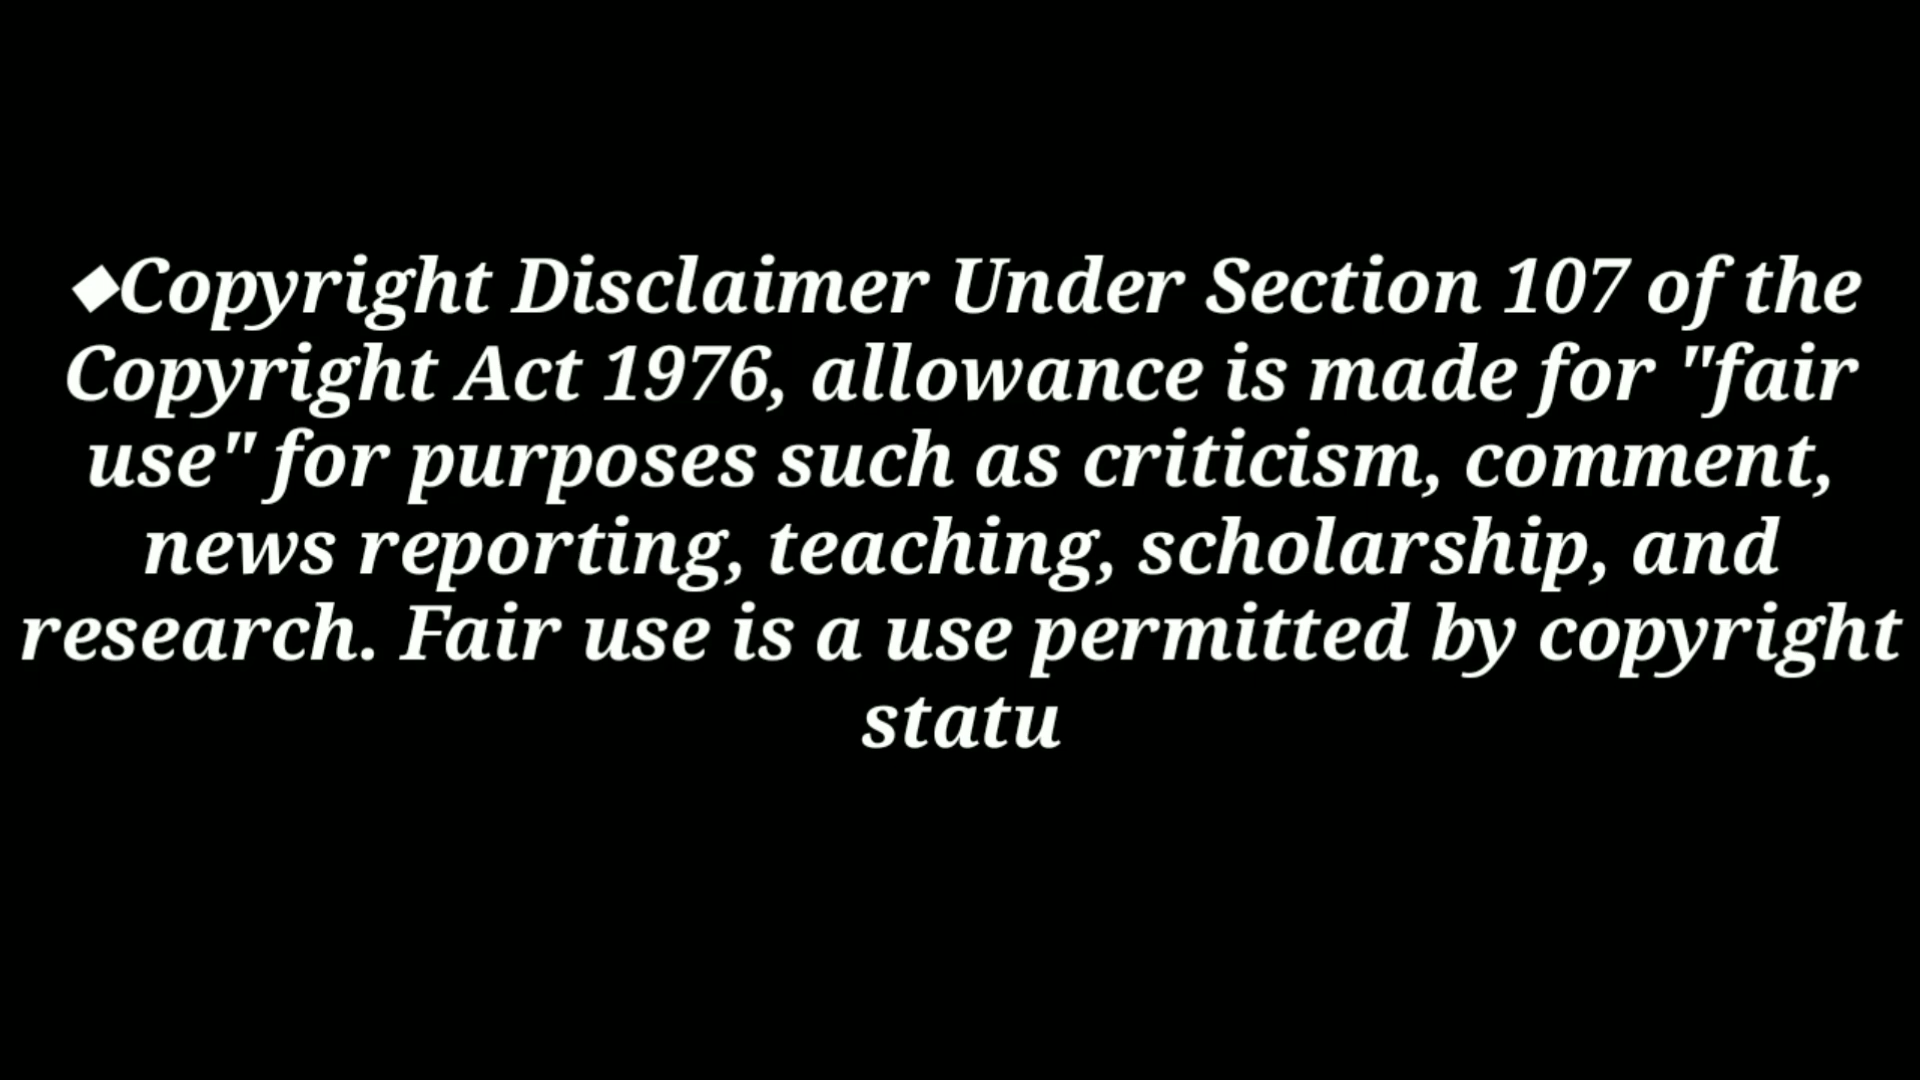 ◆Copyright Disclaimer Under Section 107 of the
Copyright Act 1976, allowance is made for "fair
use" for purposes such as criticism, comment,
news reporting, teaching, scholarship, and
research. Fair use is a use permitted by copyright
statu